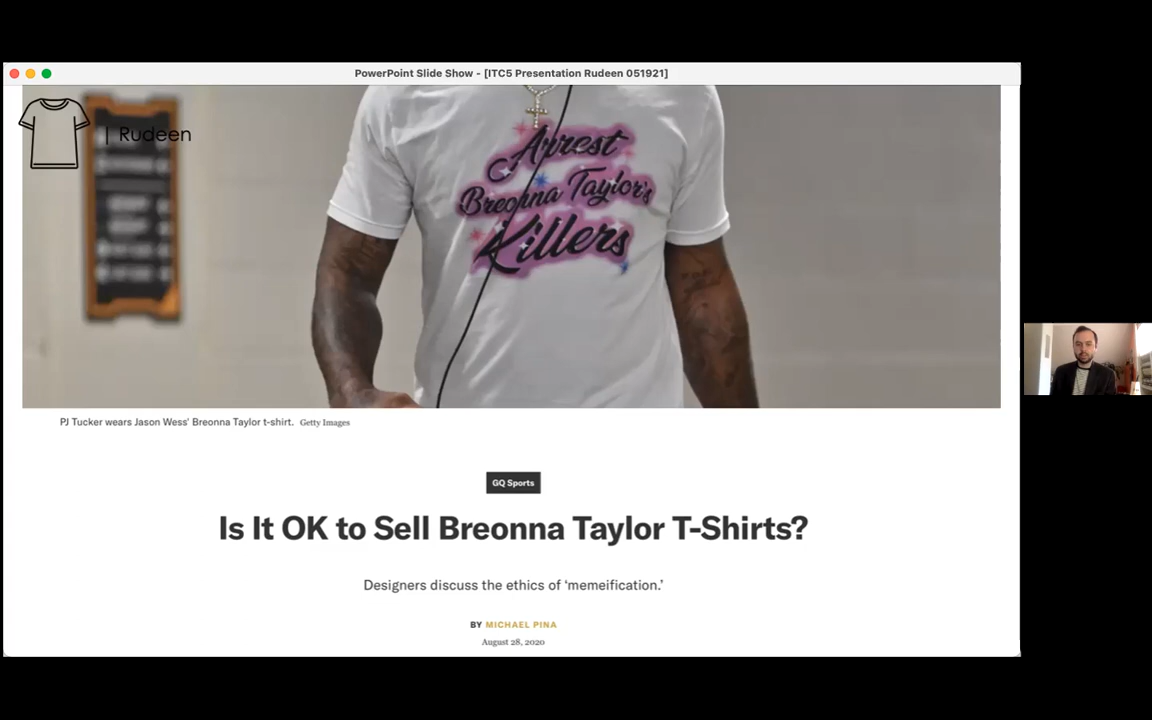 PowerPoint Slide Show - [ITC5 Presentation Rudeen 051921]
| Rudeen
Arrest
Breonna Taylor's
Killers
PJ Tucker wears Jason Wess' Breonna Taylor t-shirt. Getty Images
GQ Sports
Is It OK to Sell Breonna Taylor T-Shirts?
Designers discuss the ethics of ‘memeification.’
BY MICHAEL PINA
August 28, 2020